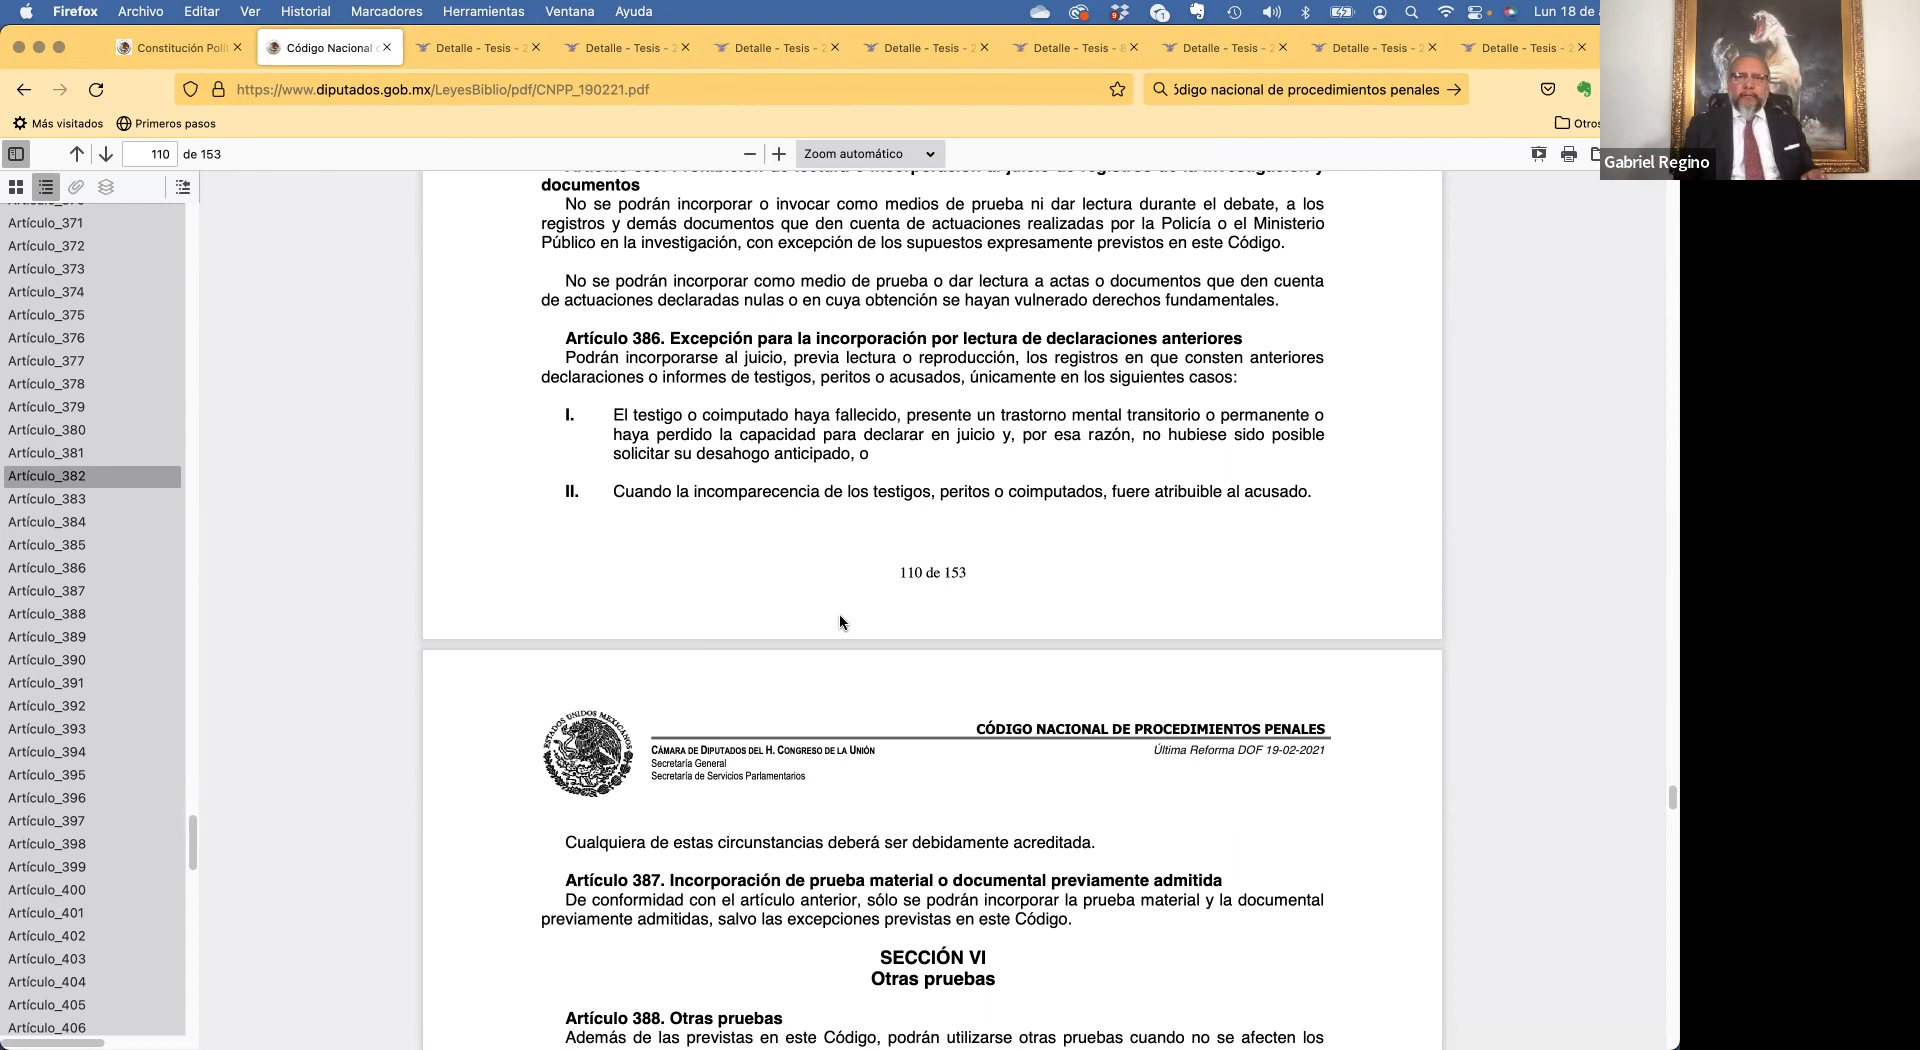 Firefox Archivo Editar Ver Historial Marcadores Herramientas Ventana Ayuda
Lun 18 de
Constitución Polí
Código Nacional
Detalle - Tesis - 2
Detalle - Tesis - 2
Detalle - Tesis - 2
Detalle - Tesis - 2
Detalle - Tesis - 8
Detalle - Tesis - 2
Detalle - Tesis - 2
Detalle - Tesis - 2
https://www.diputados.gob.mx/LeyesBiblio/pdf/CNPP_190221.pdf
ódigo nacional de procedimientos penales
Más visitados Primeros pasos
Otros
110 de 153
Zoom automático
Gabriel Regino
Artículo_371
Artículo_372
Artículo_373
Artículo_374
Artículo_375
Artículo_376
Artículo_377
Artículo_378
Artículo_379
Artículo_380
Artículo_381
Artículo_382
Artículo_383
Artículo_384
Artículo_385
Artículo_386
Artículo_387
Artículo_388
Artículo_389
Artículo_390
Artículo_391
Artículo_392
Artículo_393
Artículo_394
Artículo_395
Artículo_396
Artículo_397
Artículo_398
Artículo_399
Artículo_400
Artículo_401
Artículo_402
Artículo_403
Artículo_404
Artículo_405
Artículo_406
documentos
No se podrán incorporar o invocar como medios de prueba ni dar lectura durante el debate, a los
registros y demás documentos que den cuenta de actuaciones realizadas por la Policía o el Ministerio
Público en la investigación, con excepción de los supuestos expresamente previstos en este Código.
No se podrán incorporar como medio de prueba o dar lectura a actas o documentos que den cuenta
de actuaciones declaradas nulas o en cuya obtención se hayan vulnerado derechos fundamentales.
Artículo 386. Excepción para la incorporación por lectura de declaraciones anteriores
Podrán incorporarse al juicio, previa lectura o reproducción, los registros en que consten anteriores
declaraciones o informes de testigos, peritos o acusados, únicamente en los siguientes casos:
I. El testigo o coimputado haya fallecido, presente un trastorno mental transitorio o permanente o
haya perdido la capacidad para declarar en juicio y, por esa razón, no hubiese sido posible
solicitar su desahogo anticipado, o
II. Cuando la incomparecencia de los testigos, peritos o coimputados, fuere atribuible al acusado.
110 de 153
ESTADOS UNIDOS MEXICANOS
CÓDIGO NACIONAL DE PROCEDIMIENTOS PENALES
CÁMARA DE DIPUTADOS DEL H. CONGRESO DE LA UNIÓN
Última Reforma DOF 19-02-2021
Secretaría General
Secretaría de Servicios Parlamentarios
Cualquiera de estas circunstancias deberá ser debidamente acreditada.
Artículo 387. Incorporación de prueba material o documental previamente admitida
De conformidad con el artículo anterior, sólo se podrán incorporar la prueba material y la documental
previamente admitidas, salvo las excepciones previstas en este Código.
SECCIÓN VI
Otras pruebas
Artículo 388. Otras pruebas
Además de las previstas en este Código, podrán utilizarse otras pruebas cuando no se afecten los